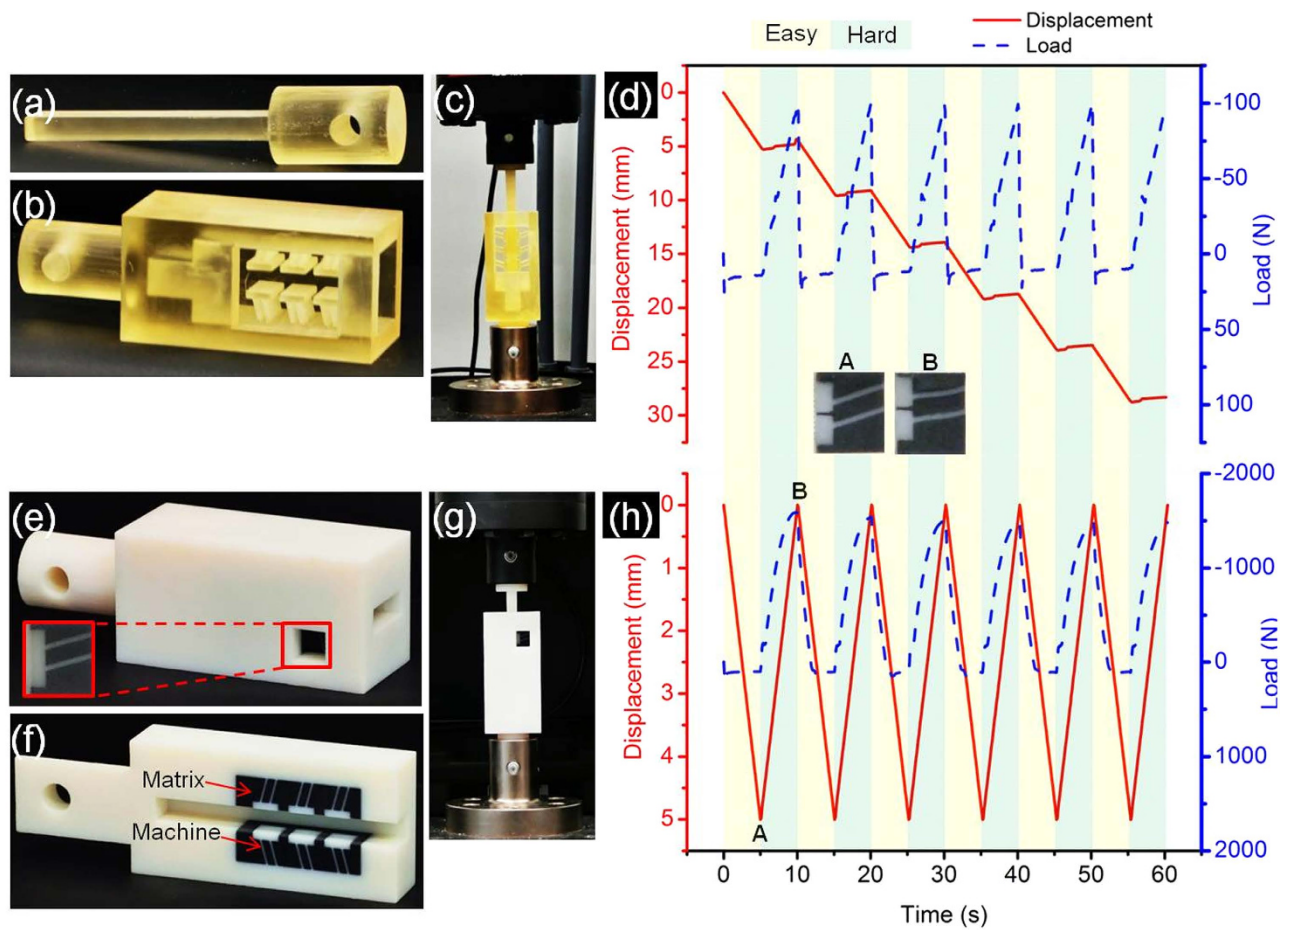 Easy
Hard
Displacement
Load
(a)
(b)
(c)
(d)
0
5
10
15
20
25
30
Displacement (mm)
-100
-50
0
50
100
Load (N)
A
B
(e)
(f)
Matrix
Machine
(g)
(h)
0
1
2
3
4
5
Displacement (mm)
B
A
-2000
-1000
0
1000
2000
Load (N)
0
10
20
30
40
50
60
Time (s)